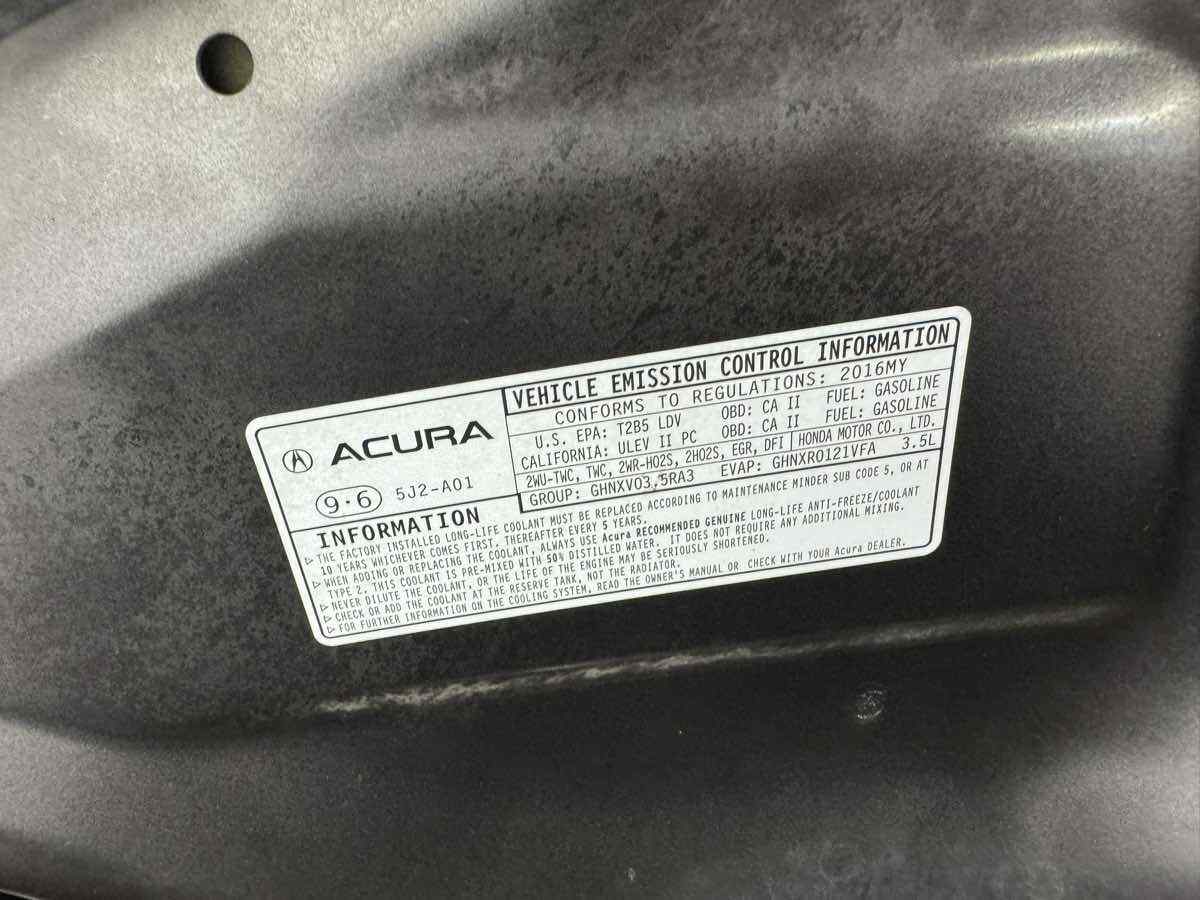 ACURA
9·6 5J2-A01
VEHICLE EMISSION CONTROL INFORMATION
CONFORMS TO REGULATIONS: 2016MY
U.S. EPA: T2B5 LDV OBD: CA II FUEL: GASOLINE
CALIFORNIA: ULEV II PC OBD: CA II FUEL: GASOLINE
2WU-TWC, TWC, 2WR-HO2S, 2HO2S, EGR, DFI HONDA MOTOR CO., LTD.
GROUP: GHNXV03.5RA3 EVAP: GHNXR0121VFA 3.5L
INFORMATION
▷ THE FACTORY INSTALLED LONG-LIFE COOLANT MUST BE REPLACED ACCORDING TO MAINTENANCE MINDER SUB CODE 5, OR AT
10 YEARS WHICHEVER COMES FIRST. THEREAFTER EVERY 5 YEARS.
▷ WHEN ADDING OR REPLACING THE COOLANT, ALWAYS USE Acura RECOMMENDED GENUINE LONG-LIFE ANTI-FREEZE/COOLANT
TYPE 2. THIS COOLANT IS PRE-MIXED WITH 50% DISTILLED WATER. IT DOES NOT REQUIRE ANY ADDITIONAL MIXING.
▷ NEVER DILUTE THE COOLANT, OR THE LIFE OF THE ENGINE MAY BE SERIOUSLY SHORTENED.
▷ CHECK OR ADD THE COOLANT AT THE RESERVE TANK, NOT THE RADIATOR.
▷ FOR FURTHER INFORMATION ON THE COOLING SYSTEM, READ THE OWNER'S MANUAL OR CHECK WITH YOUR Acura DEALER.